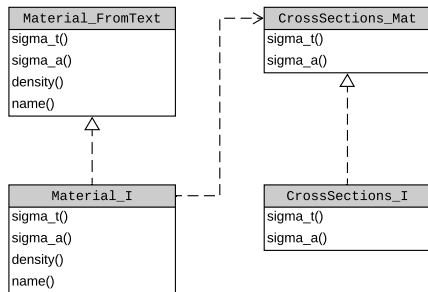 Material_FromText
sigma_t()
sigma_a()
density()
name()
CrossSections_Mat
sigma_t()
sigma_a()
Material_I
sigma_t()
sigma_a()
density()
name()
CrossSections_I
sigma_t()
sigma_a()